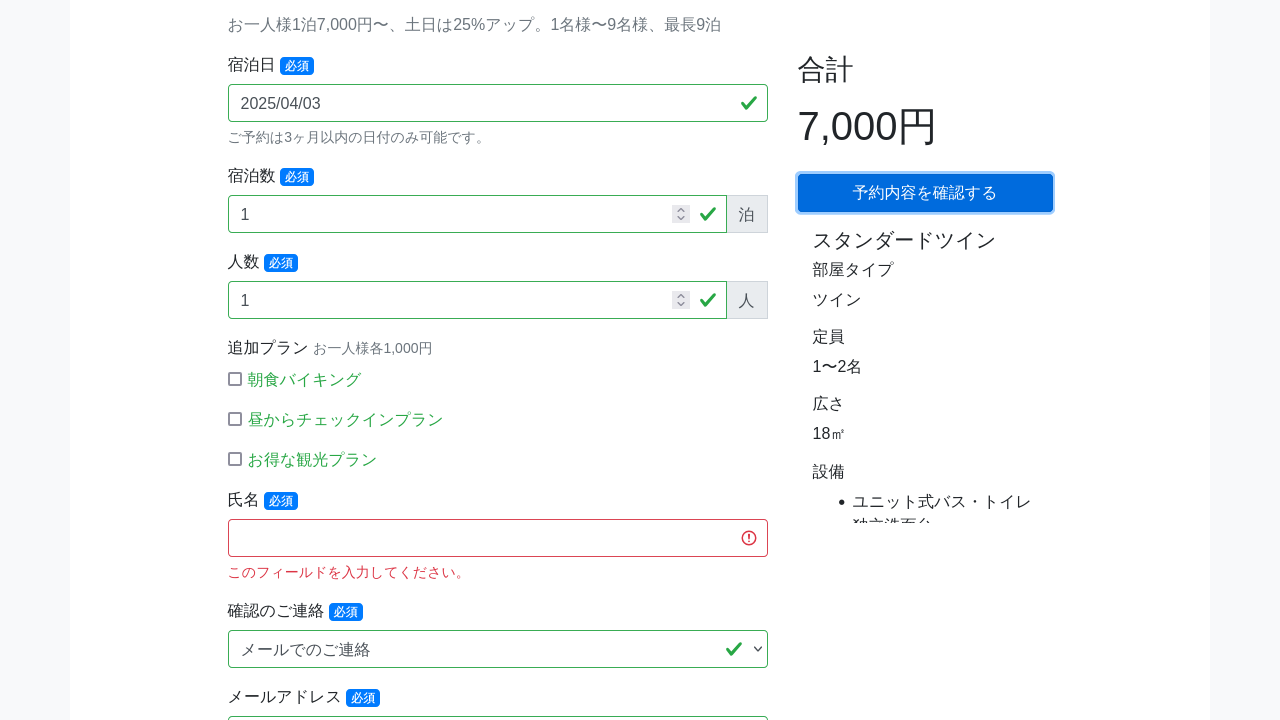 お一人様1泊7,000円〜、土日は25%アップ。1名様〜9名様、最長9泊
宿泊日 必須
2025/04/03
ご予約は3ヶ月以内の日付のみ可能です。
宿泊数 必須
1 泊
人数 必須
1 人
追加プラン お一人様各1,000円
朝食バイキング
昼からチェックインプラン
お得な観光プラン
氏名 必須
このフィールドを入力してください。
確認のご連絡 必須
メールでのご連絡
メールアドレス 必須
合計
7,000円
予約内容を確認する
スタンダードツイン
部屋タイプ
ツイン
定員
1〜2名
広さ
18㎡
設備
ユニット式バス・トイレ